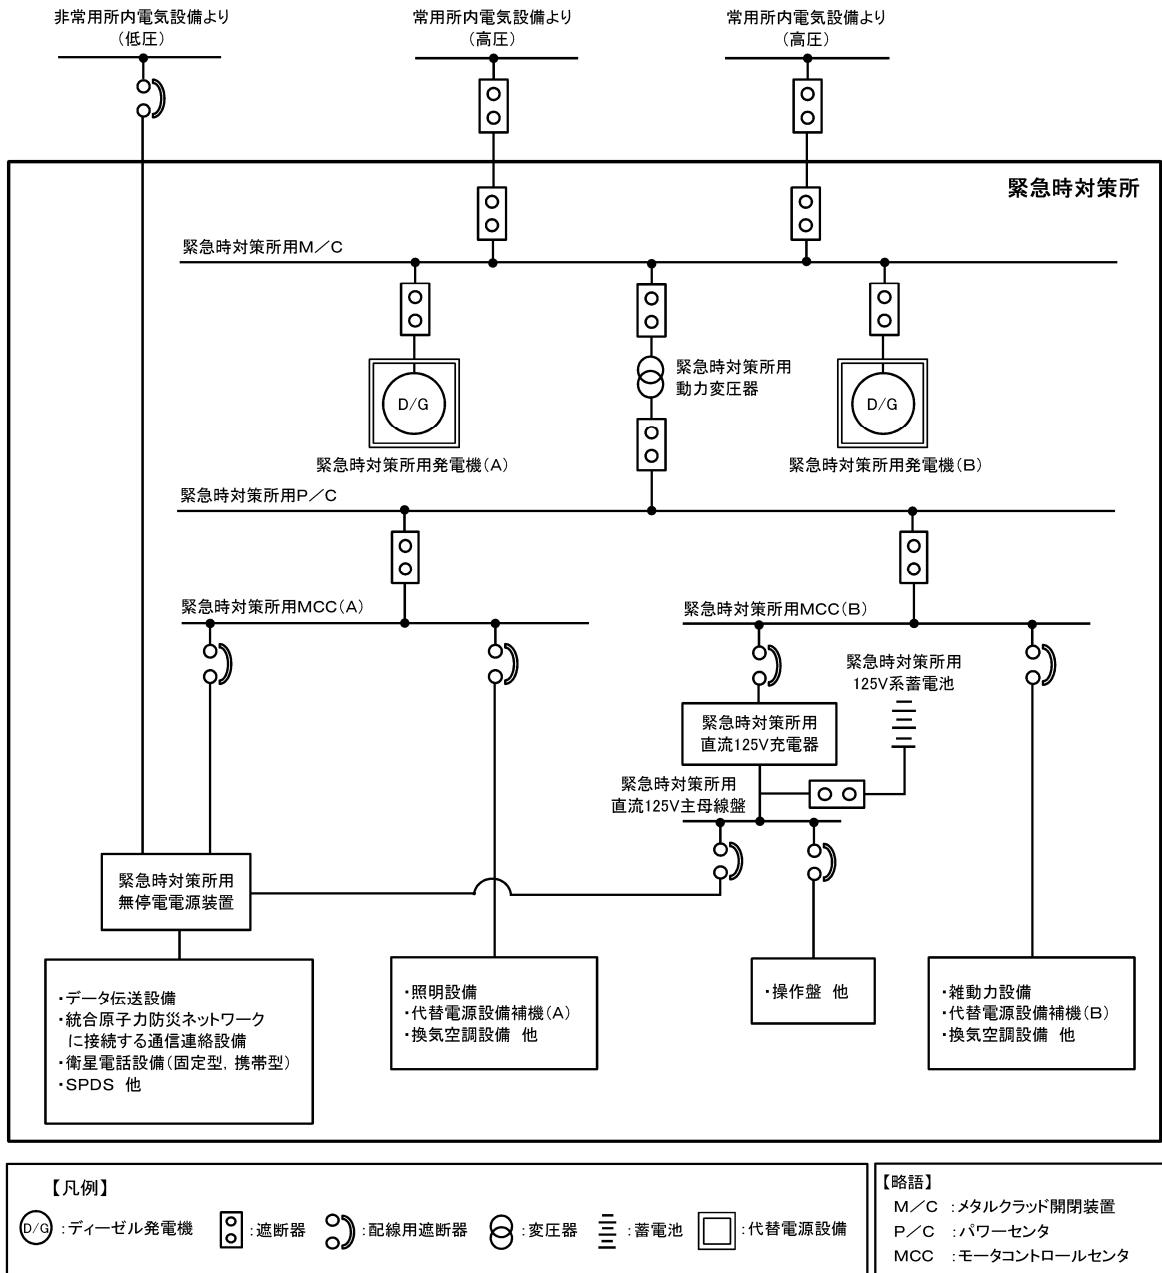 非常用所内電気設備より
（低圧）
常用所内電気設備より
（高圧）
常用所内電気設備より
（高圧）
緊急時対策所
緊急時対策所用M／C
D/G
緊急時対策所用
動力変圧器
D/G
緊急時対策所用発電機（A）
緊急時対策所用発電機（B）
緊急時対策所用P／C
緊急時対策所用MCC（A）
緊急時対策所用MCC（B）
緊急時対策所用
125V系蓄電池
緊急時対策所用
直流125V充電器
緊急時対策所用
直流125V主母線盤
緊急時対策所用
無停電電源装置
・データ伝送設備
・統合原子力防災ネットワーク
に接続する通信連絡設備
・衛星電話設備（固定型，携帯型）
・SPDS 他
・照明設備
・代替電源設備補機（A）
・換気空調設備 他
・操作盤 他
・雑動力設備
・代替電源設備補機（B）
・換気空調設備 他
【凡例】
D/G ：ディーゼル発電機
：遮断器
：配線用遮断器
：変圧器
：蓄電池
：代替電源設備
【略語】
M／C ：メタルクラッド開閉装置
P／C ：パワーセンタ
MCC ：モータコントロールセンタ